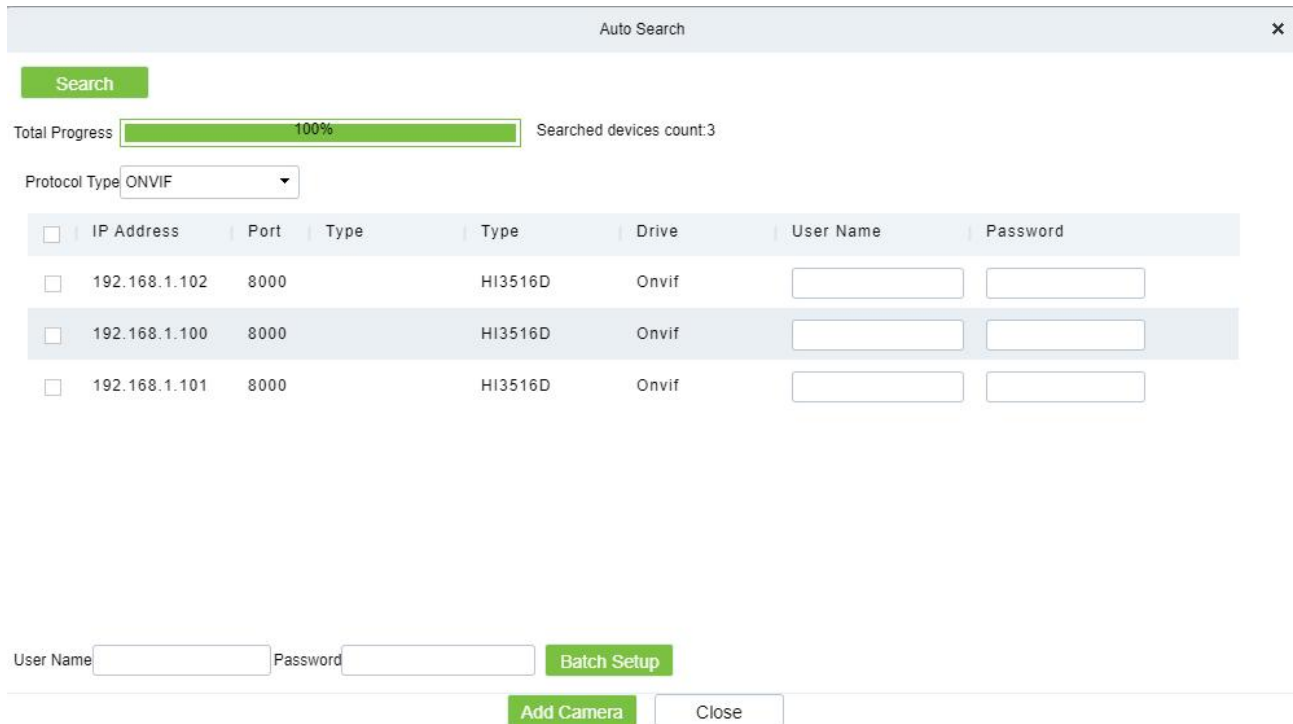 Auto Search ×
Search
Total Progress 100% Searched devices count:3
Protocol Type ONVIF
IP Address Port Type Type Drive User Name Password
192.168.1.102 8000 HI3516D Onvif
192.168.1.100 8000 HI3516D Onvif
192.168.1.101 8000 HI3516D Onvif
User Name Password Batch Setup
Add Camera Close